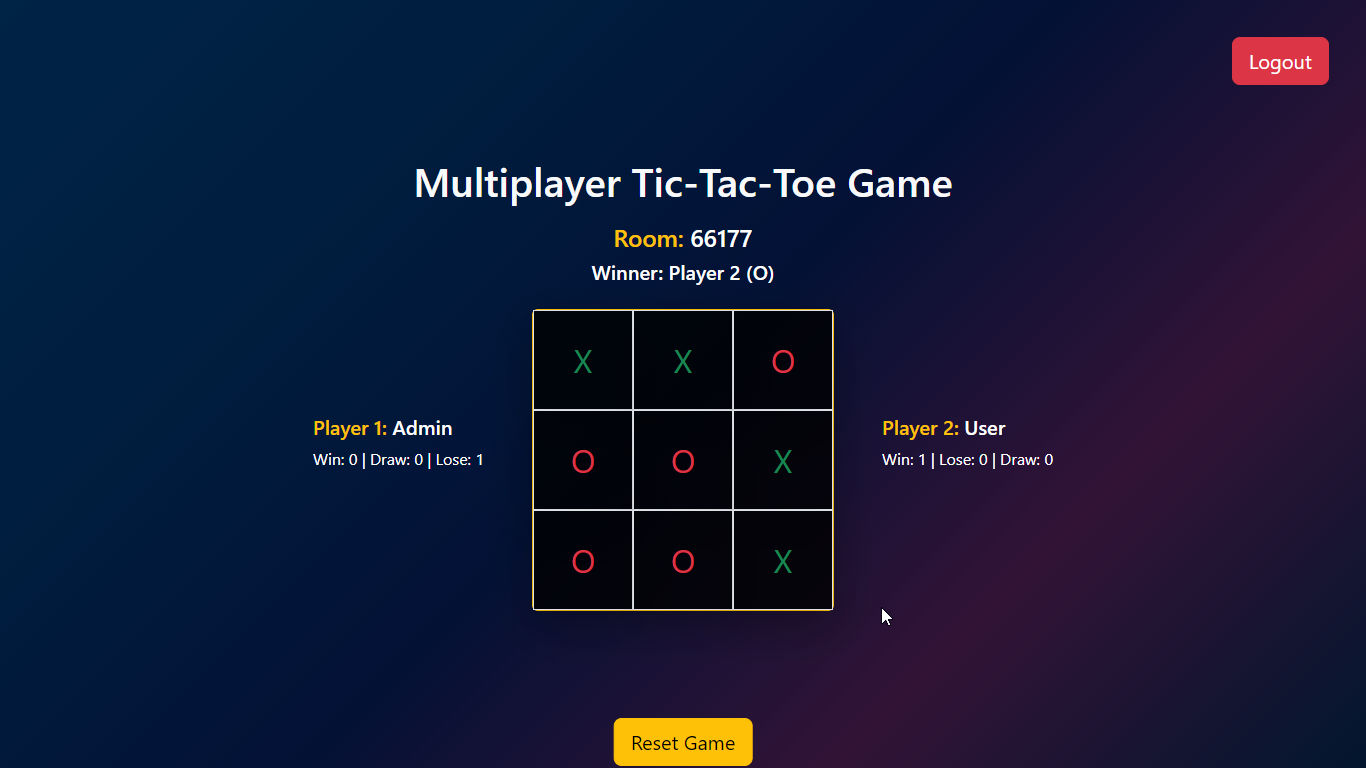 Logout
Multiplayer Tic-Tac-Toe Game
Room: 66177
Winner: Player 2 (O)
X X O
Player 1: Admin
Win: 0 | Draw: 0 | Lose: 1
O O X
Player 2: User
Win: 1 | Lose: 0 | Draw: 0
O O X
Reset Game